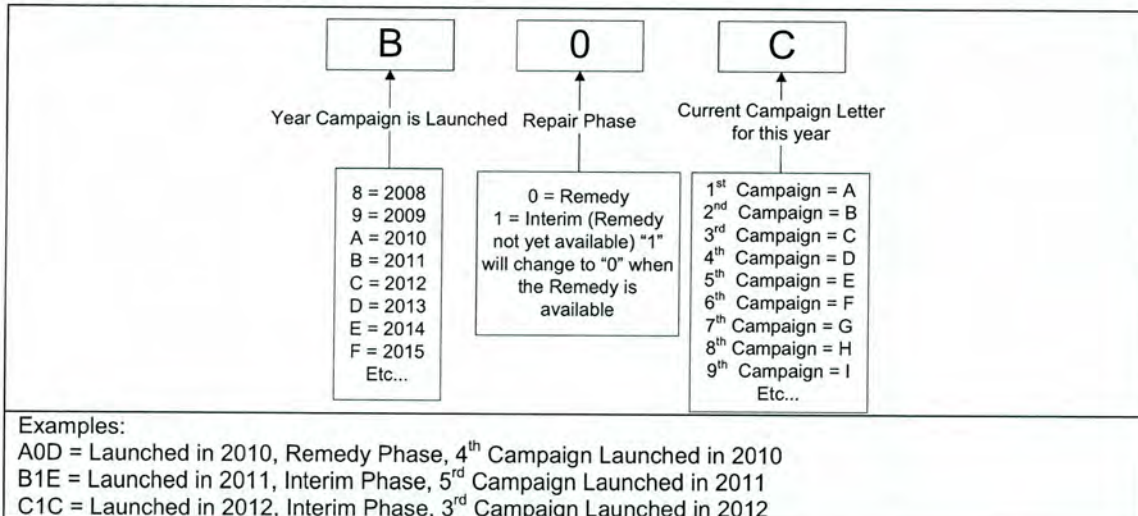 B 0 C
Year Campaign is Launched
Repair Phase
Current Campaign Letter
for this year
8 = 2008
9 = 2009
A = 2010
B = 2011
C = 2012
D = 2013
E = 2014
F = 2015
Etc...
0 = Remedy
1 = Interim (Remedy
not yet available) “1”
will change to “0” when
the Remedy is
available
1st Campaign = A
2nd Campaign = B
3rd Campaign = C
4th Campaign = D
5th Campaign = E
6th Campaign = F
7th Campaign = G
8th Campaign = H
9th Campaign = I
Etc...
Examples:
A0D = Launched in 2010, Remedy Phase, 4th Campaign Launched in 2010
B1E = Launched in 2011, Interim Phase, 5rd Campaign Launched in 2011
C1C = Launched in 2012, Interim Phase, 3rd Campaign Launched in 2012